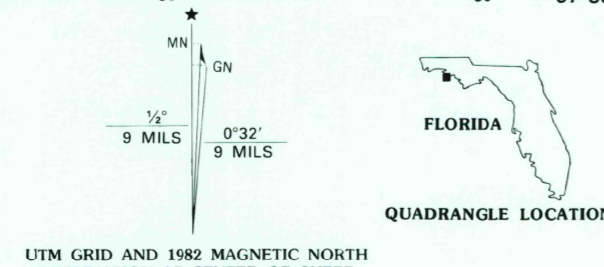 MN
GN
½°
9 MILS
0°32'
9 MILS
FLORIDA
QUADRANGLE LOCATION
UTM GRID AND 1982 MAGNETIC NORTH